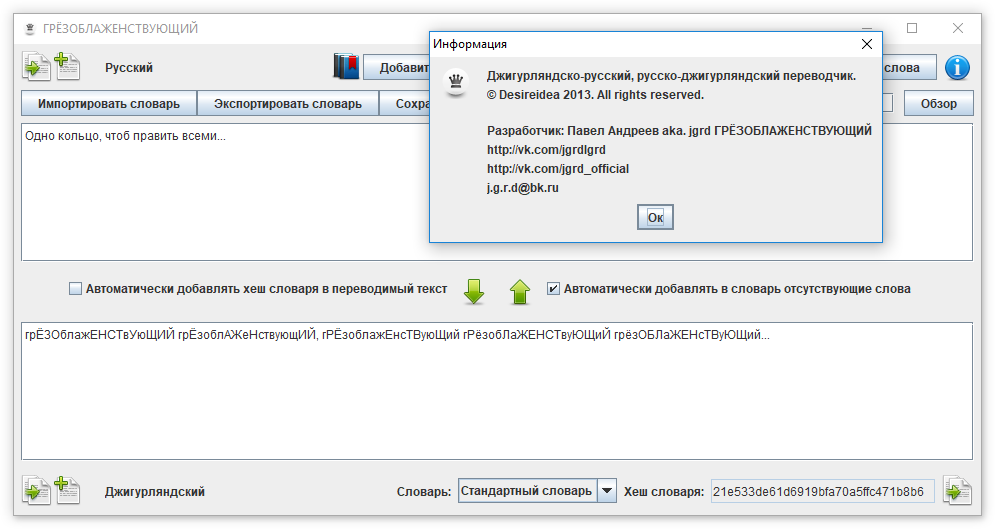 ГРЁЗОБЛАЖЕНСТВУЮЩИЙ
Русский
Добавит
слова
Импортировать словарь
Экспортировать словарь
Сохра
Обзор
Одно кольцо, чтоб править всеми...
Информация
Джигурляндско-русский, русско-джигурляндский переводчик.
© Desireidea 2013. All rights reserved.
Разработчик: Павел Андреев aka. jgrd ГРЁЗОБЛАЖЕНСТВУЮЩИЙ
http://vk.com/jgrdlgrd
http://vk.com/jgrd_official
j.g.r.d@bk.ru
Ок
Автоматически добавлять хеш словаря в переводимый текст
Автоматически добавлять в словарь отсутствующие слова
грЁЗОблажЕНСТвУюЩИЙ грЁзоблАЖеНствующИЙ, гРЁзоблажЕнсТВуюЩий гРёзобЛаЖЕНСТвуЮЩиЙ грёзОБЛаЖЕНсТВуЮЩий...
Джигурляндский
Словарь:
Стандартный словарь
Хеш словаря:
21e533de61d6919bfa70a5ffc471b8b6